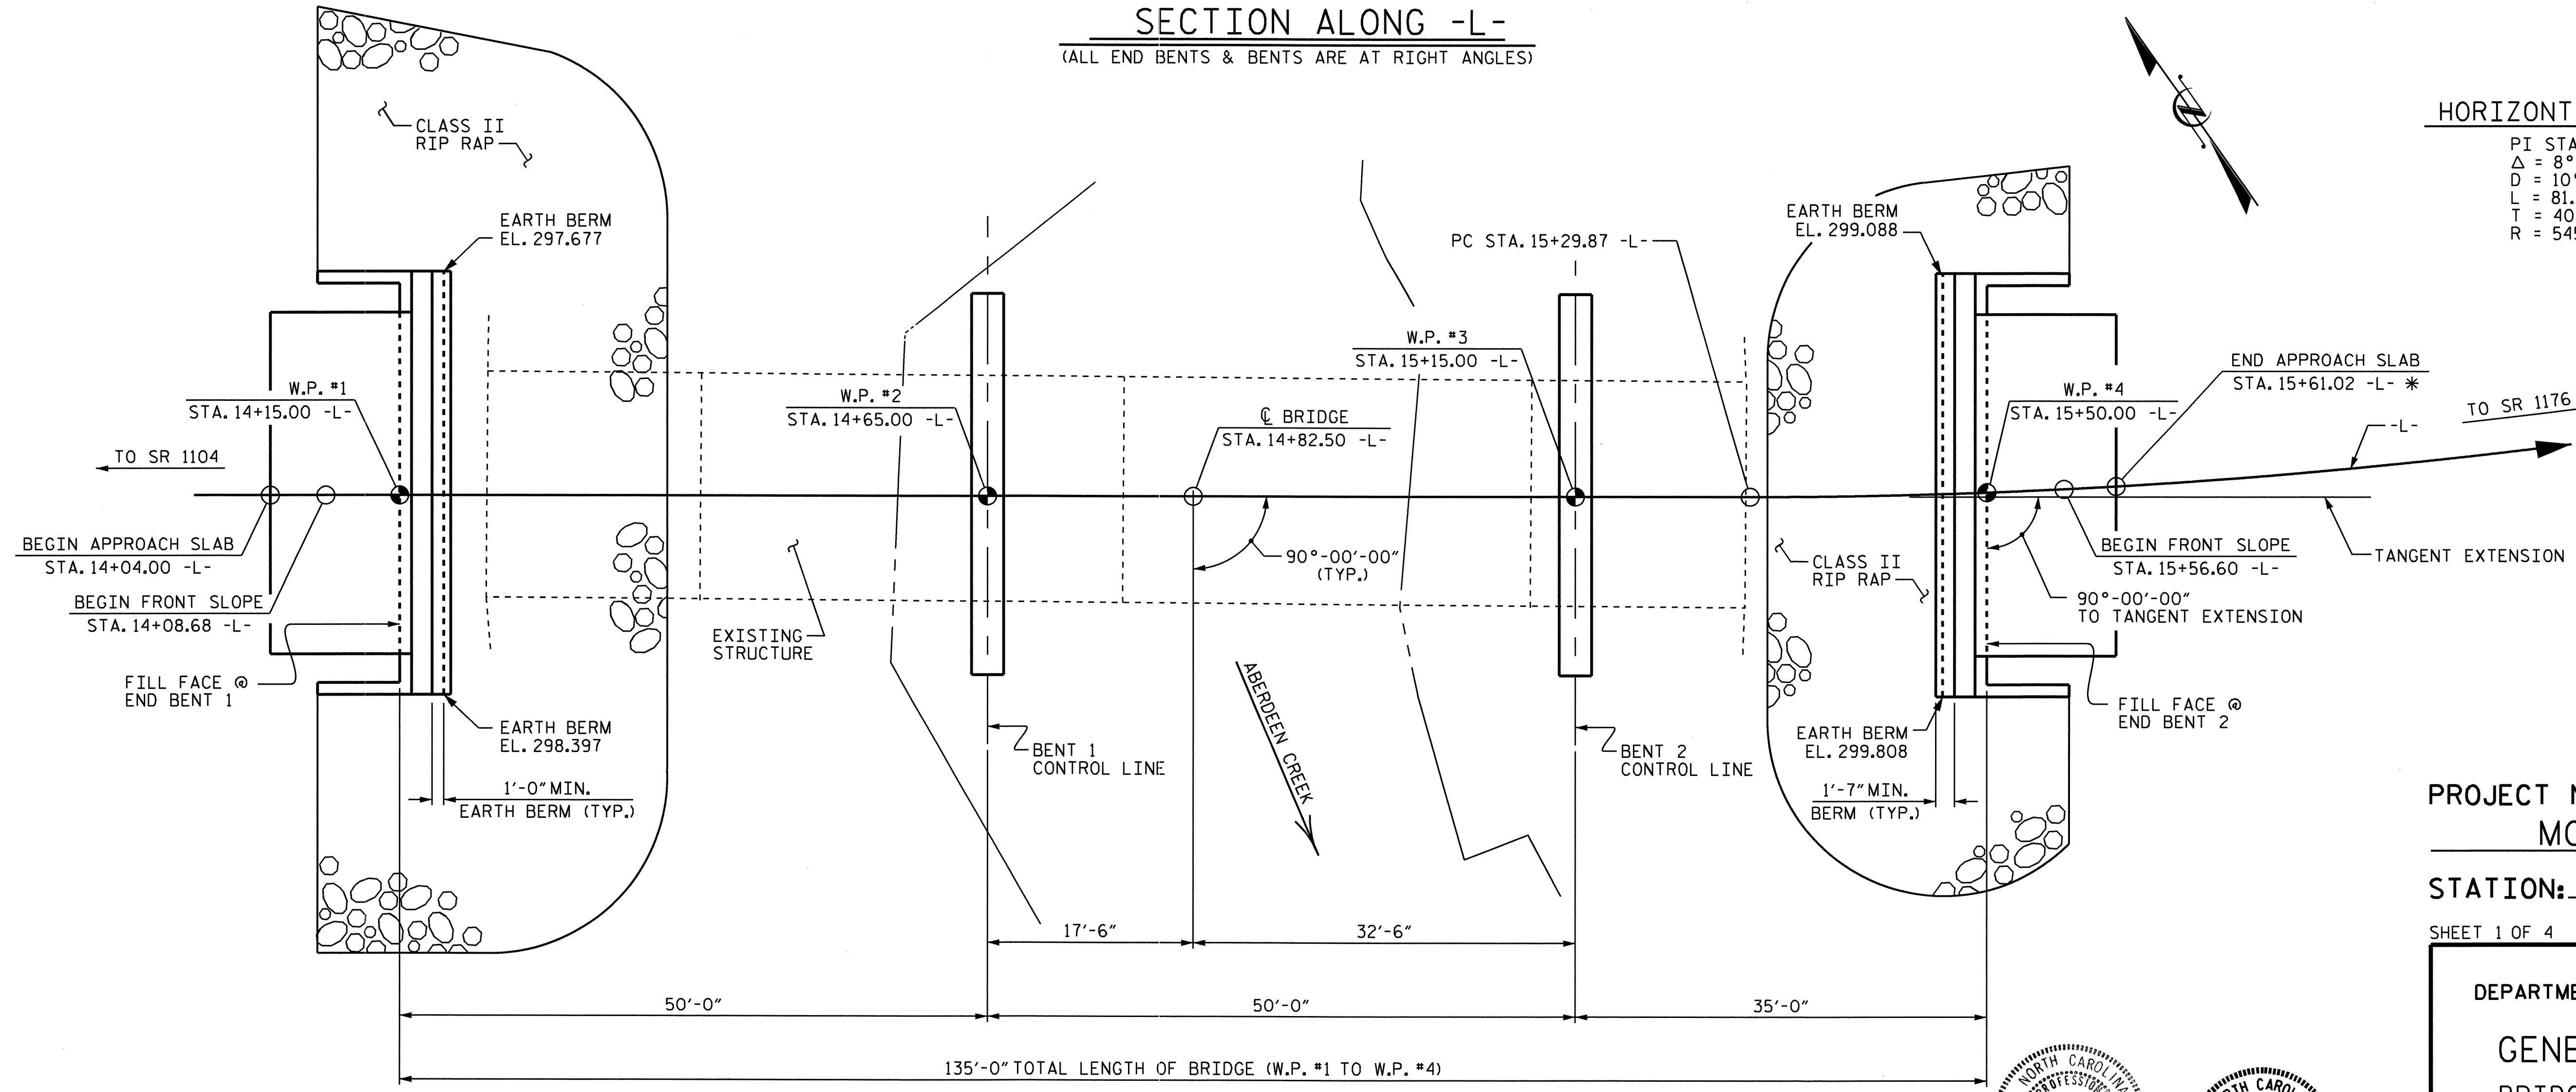 SECTION ALONG -L-
(ALL END BENTS & BENTS ARE AT RIGHT ANGLES)
CLASS II
RIP RAP
EARTH BERM
EL. 297.677
EARTH BERM
EL. 299.088
PC STA. 15+29.87 -L-
HORIZONT
PI STA
Δ = 8°
D = 10°
L = 81.
T = 40
R = 545
W.P. #1
STA. 14+15.00 -L-
W.P. #2
STA. 14+65.00 -L-
℄ BRIDGE
STA. 14+82.50 -L-
W.P. #3
STA. 15+15.00 -L-
W.P. #4
STA. 15+50.00 -L-
END APPROACH SLAB
STA. 15+61.02 -L- *
TO SR 1176
-L-
TO SR 1104
BEGIN APPROACH SLAB
STA. 14+04.00 -L-
BEGIN FRONT SLOPE
STA. 14+08.68 -L-
FILL FACE @
END BENT 1
EXISTING
STRUCTURE
90°-00'-00"
(TYP.)
CLASS II
RIP RAP
BEGIN FRONT SLOPE
STA. 15+56.60 -L-
TANGENT EXTENSION
90°-00'-00"
TO TANGENT EXTENSION
FILL FACE @
END BENT 2
EARTH BERM
EL. 298.397
1'-0" MIN.
EARTH BERM (TYP.)
BENT 1
CONTROL LINE
ABERDEEN CREEK
BENT 2
CONTROL LINE
EARTH BERM
EL. 299.808
1'-7" MIN.
BERM (TYP.)
17'-6"
32'-6"
50'-0"
50'-0"
35'-0"
135'-0" TOTAL LENGTH OF BRIDGE (W.P. #1 TO W.P. #4)
PROJECT N
MO
STATION:
SHEET 1 OF 4
DEPARTME
GENE
NORTH CAROLINA
PROFESSION